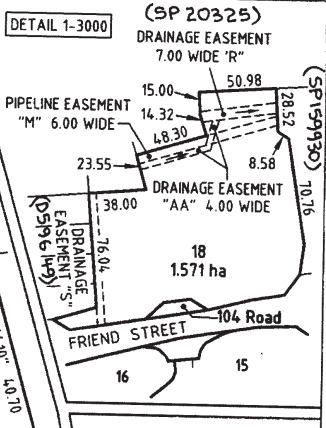 (SP 20325)
DETAIL 1-3000
DRAINAGE EASEMENT
7.00 WIDE 'R'
15.00
50.98
PIPELINE EASEMENT
"M" 6.00 WIDE
14.32
28.52
(SP159930)
48.30
23.55
8.58
DRAINAGE EASEMENT
"AA" 4.00 WIDE
38.00
70.76
DRAINAGE
EASEMENT "S"
76.04
18
1.571 ha
104 Road
FRIEND STREET
16
15
40.70